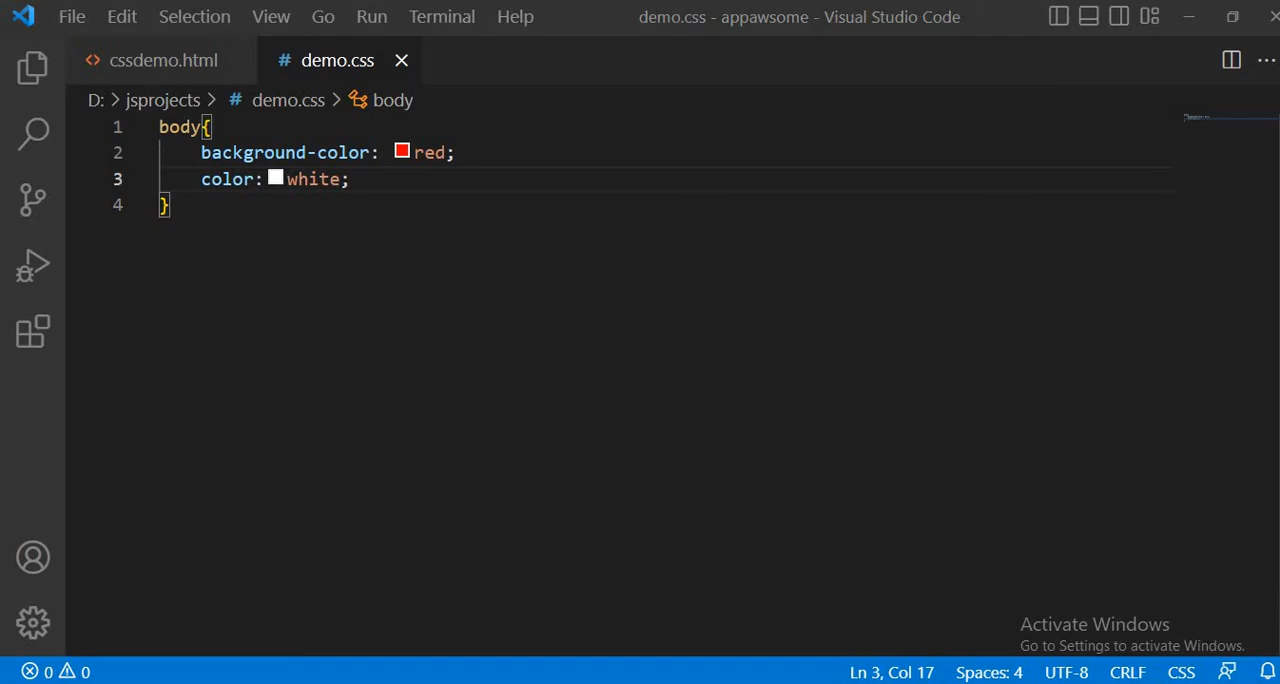 File Edit Selection View Go Run Terminal Help demo.css - appawsome - Visual Studio Code
cssdemo.html # demo.css
D: > jsprojects > # demo.css > body
1 body{
2 background-color: red;
3 color: white;
4 }
Activate Windows
Go to Settings to activate Windows.
0 0 Ln 3, Col 17 Spaces: 4 UTF-8 CRLF CSS